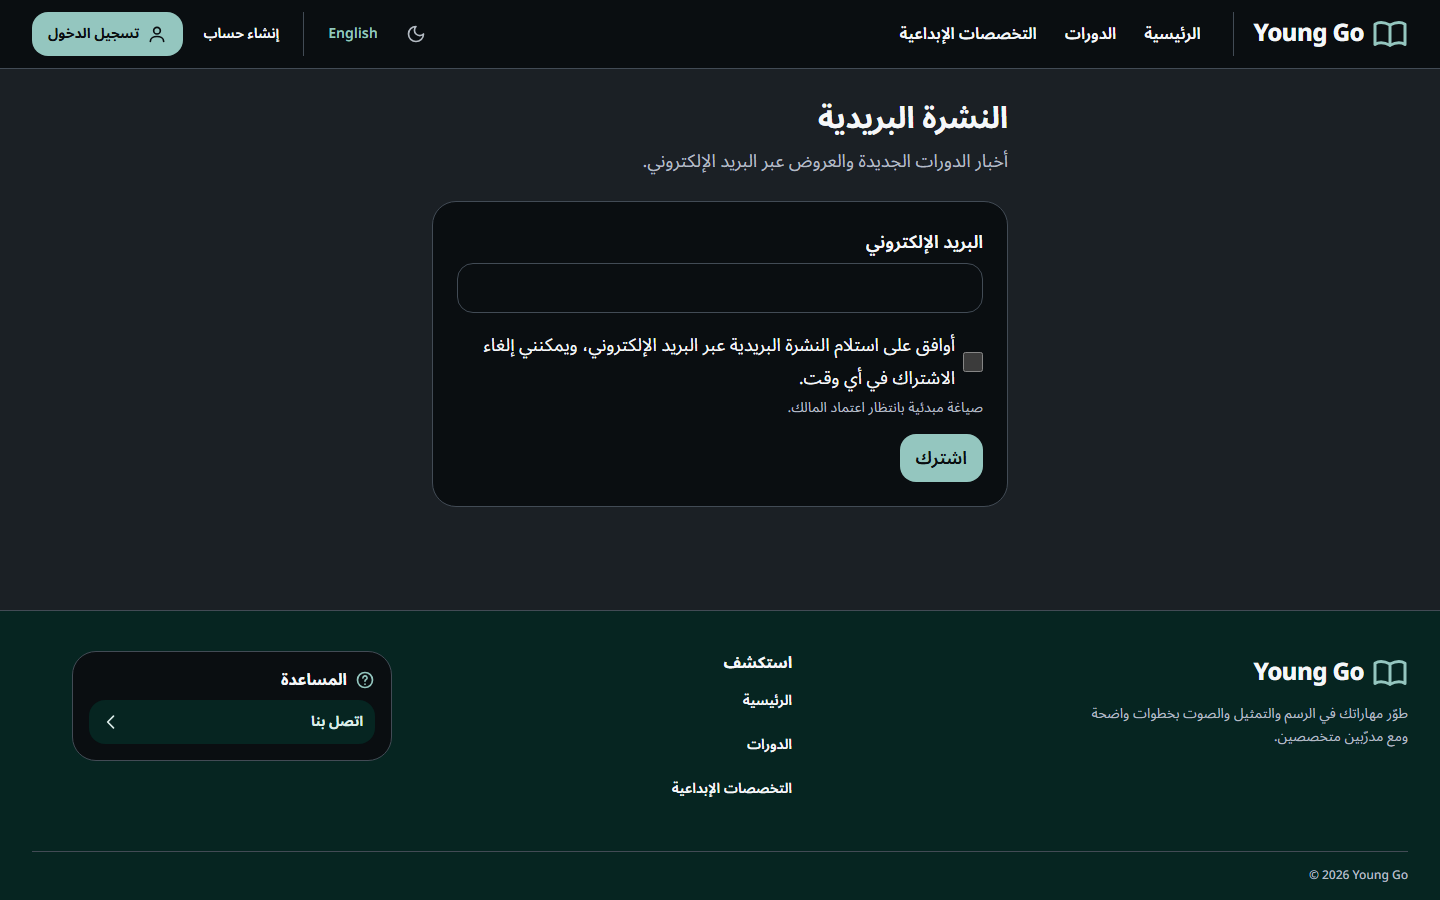 Young Go
الرئيسية
الدورات
التخصصات الإبداعية
English
إنشاء حساب
تسجيل الدخول
النشرة البريدية
أخبار الدورات الجديدة والعروض عبر البريد الإلكتروني.
البريد الإلكتروني
أوافق على استلام النشرة البريدية عبر البريد الإلكتروني، ويمكنني إلغاء
الاشتراك في أي وقت.
صياغة مبدئية بانتظار اعتماد المالك.
اشترك
Young Go
طوّر مهاراتك في الرسم والتمثيل والصوت بخطوات واضحة
ومع مدرّبين متخصصين.
استكشف
الرئيسية
الدورات
التخصصات الإبداعية
المساعدة
اتصل بنا
© 2026 Young Go